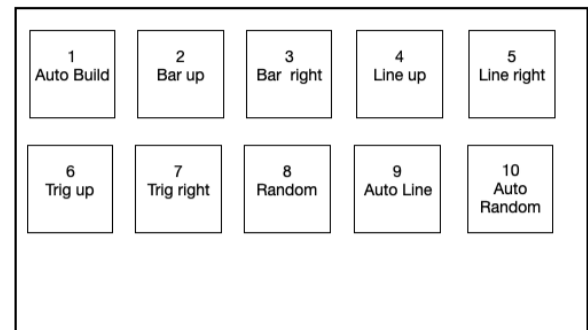 1
Auto Build
2
Bar up
3
Bar right
4
Line up
5
Line right
6
Trig up
7
Trig right
8
Random
9
Auto Line
10
Auto
Random